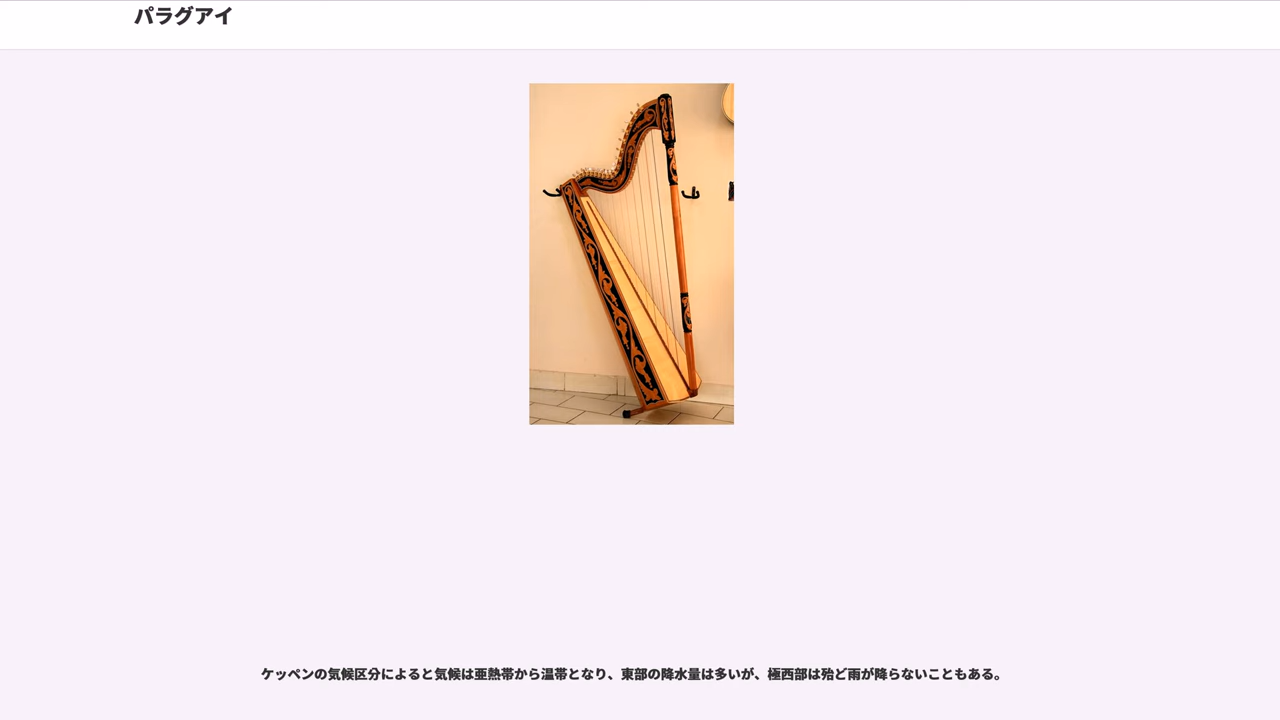 パラグアイ
ケッペンの気候区分によると気候は亜熱帯から温帯となり、東部の降水量は多いが、極西部は殆ど雨が降らないこともある。